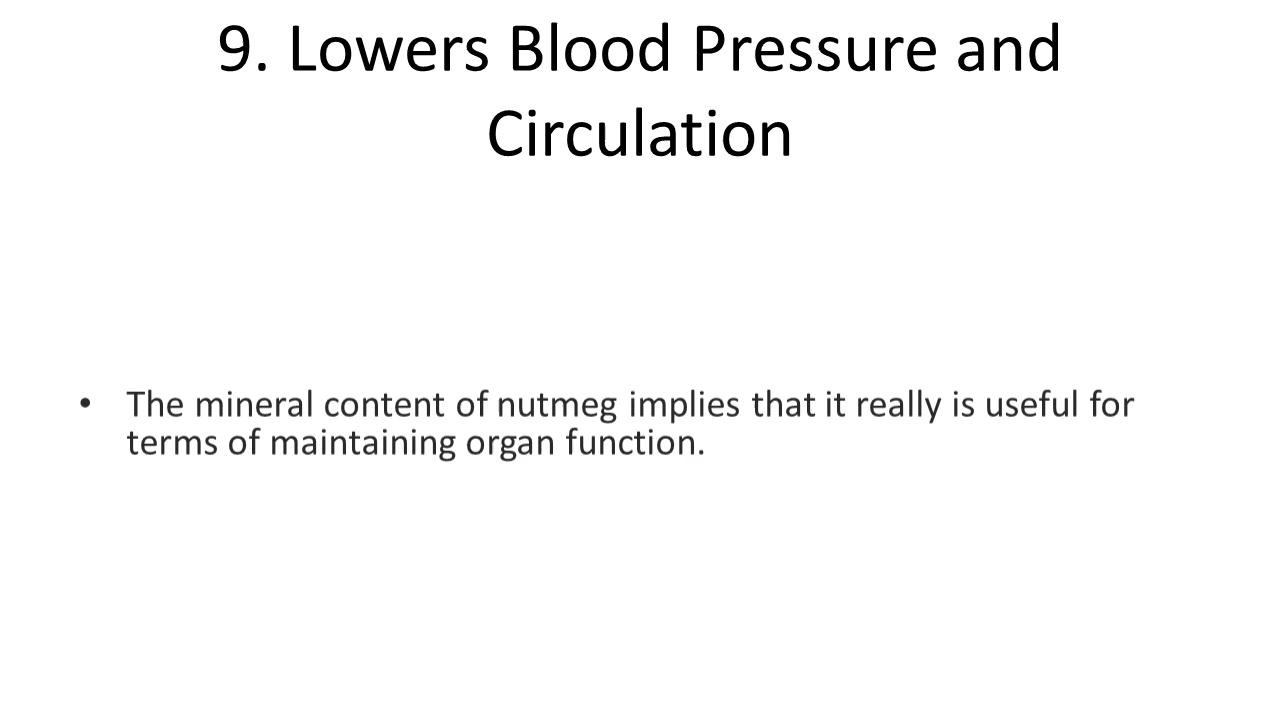 9. Lowers Blood Pressure and
Circulation
• The mineral content of nutmeg implies that it really is useful for
terms of maintaining organ function.